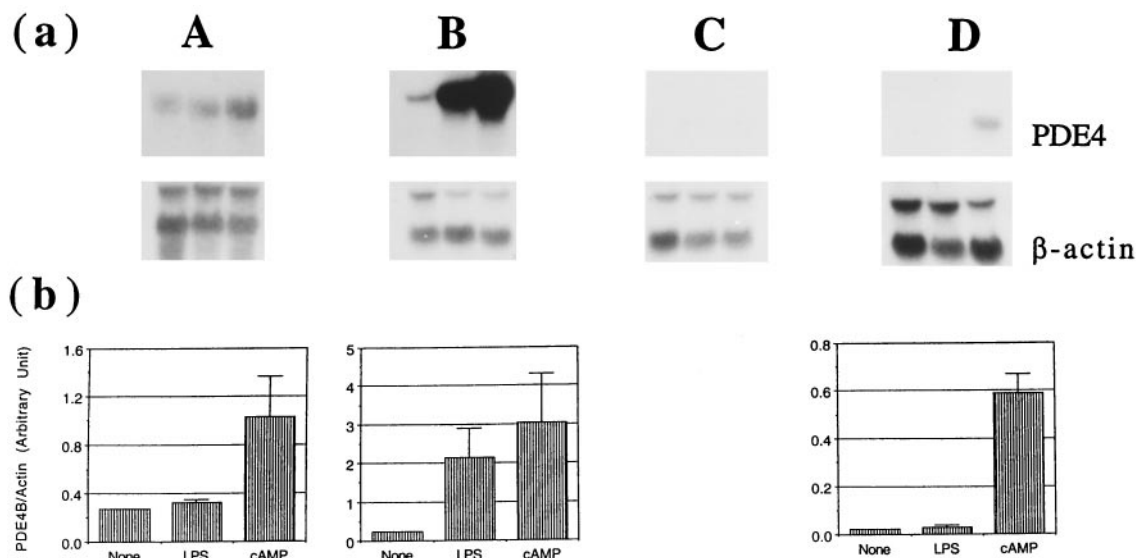 (a) A B C D
PDE4
β-actin
(b)
PDE4B/Actin (Arbitrary Unit)
1.6
1.2
0.8
0.4
0.0
None LPS cAMP
5
4
3
2
1
0
None LPS cAMP
0.8
0.6
0.4
0.2
0.0
None LPS cAMP